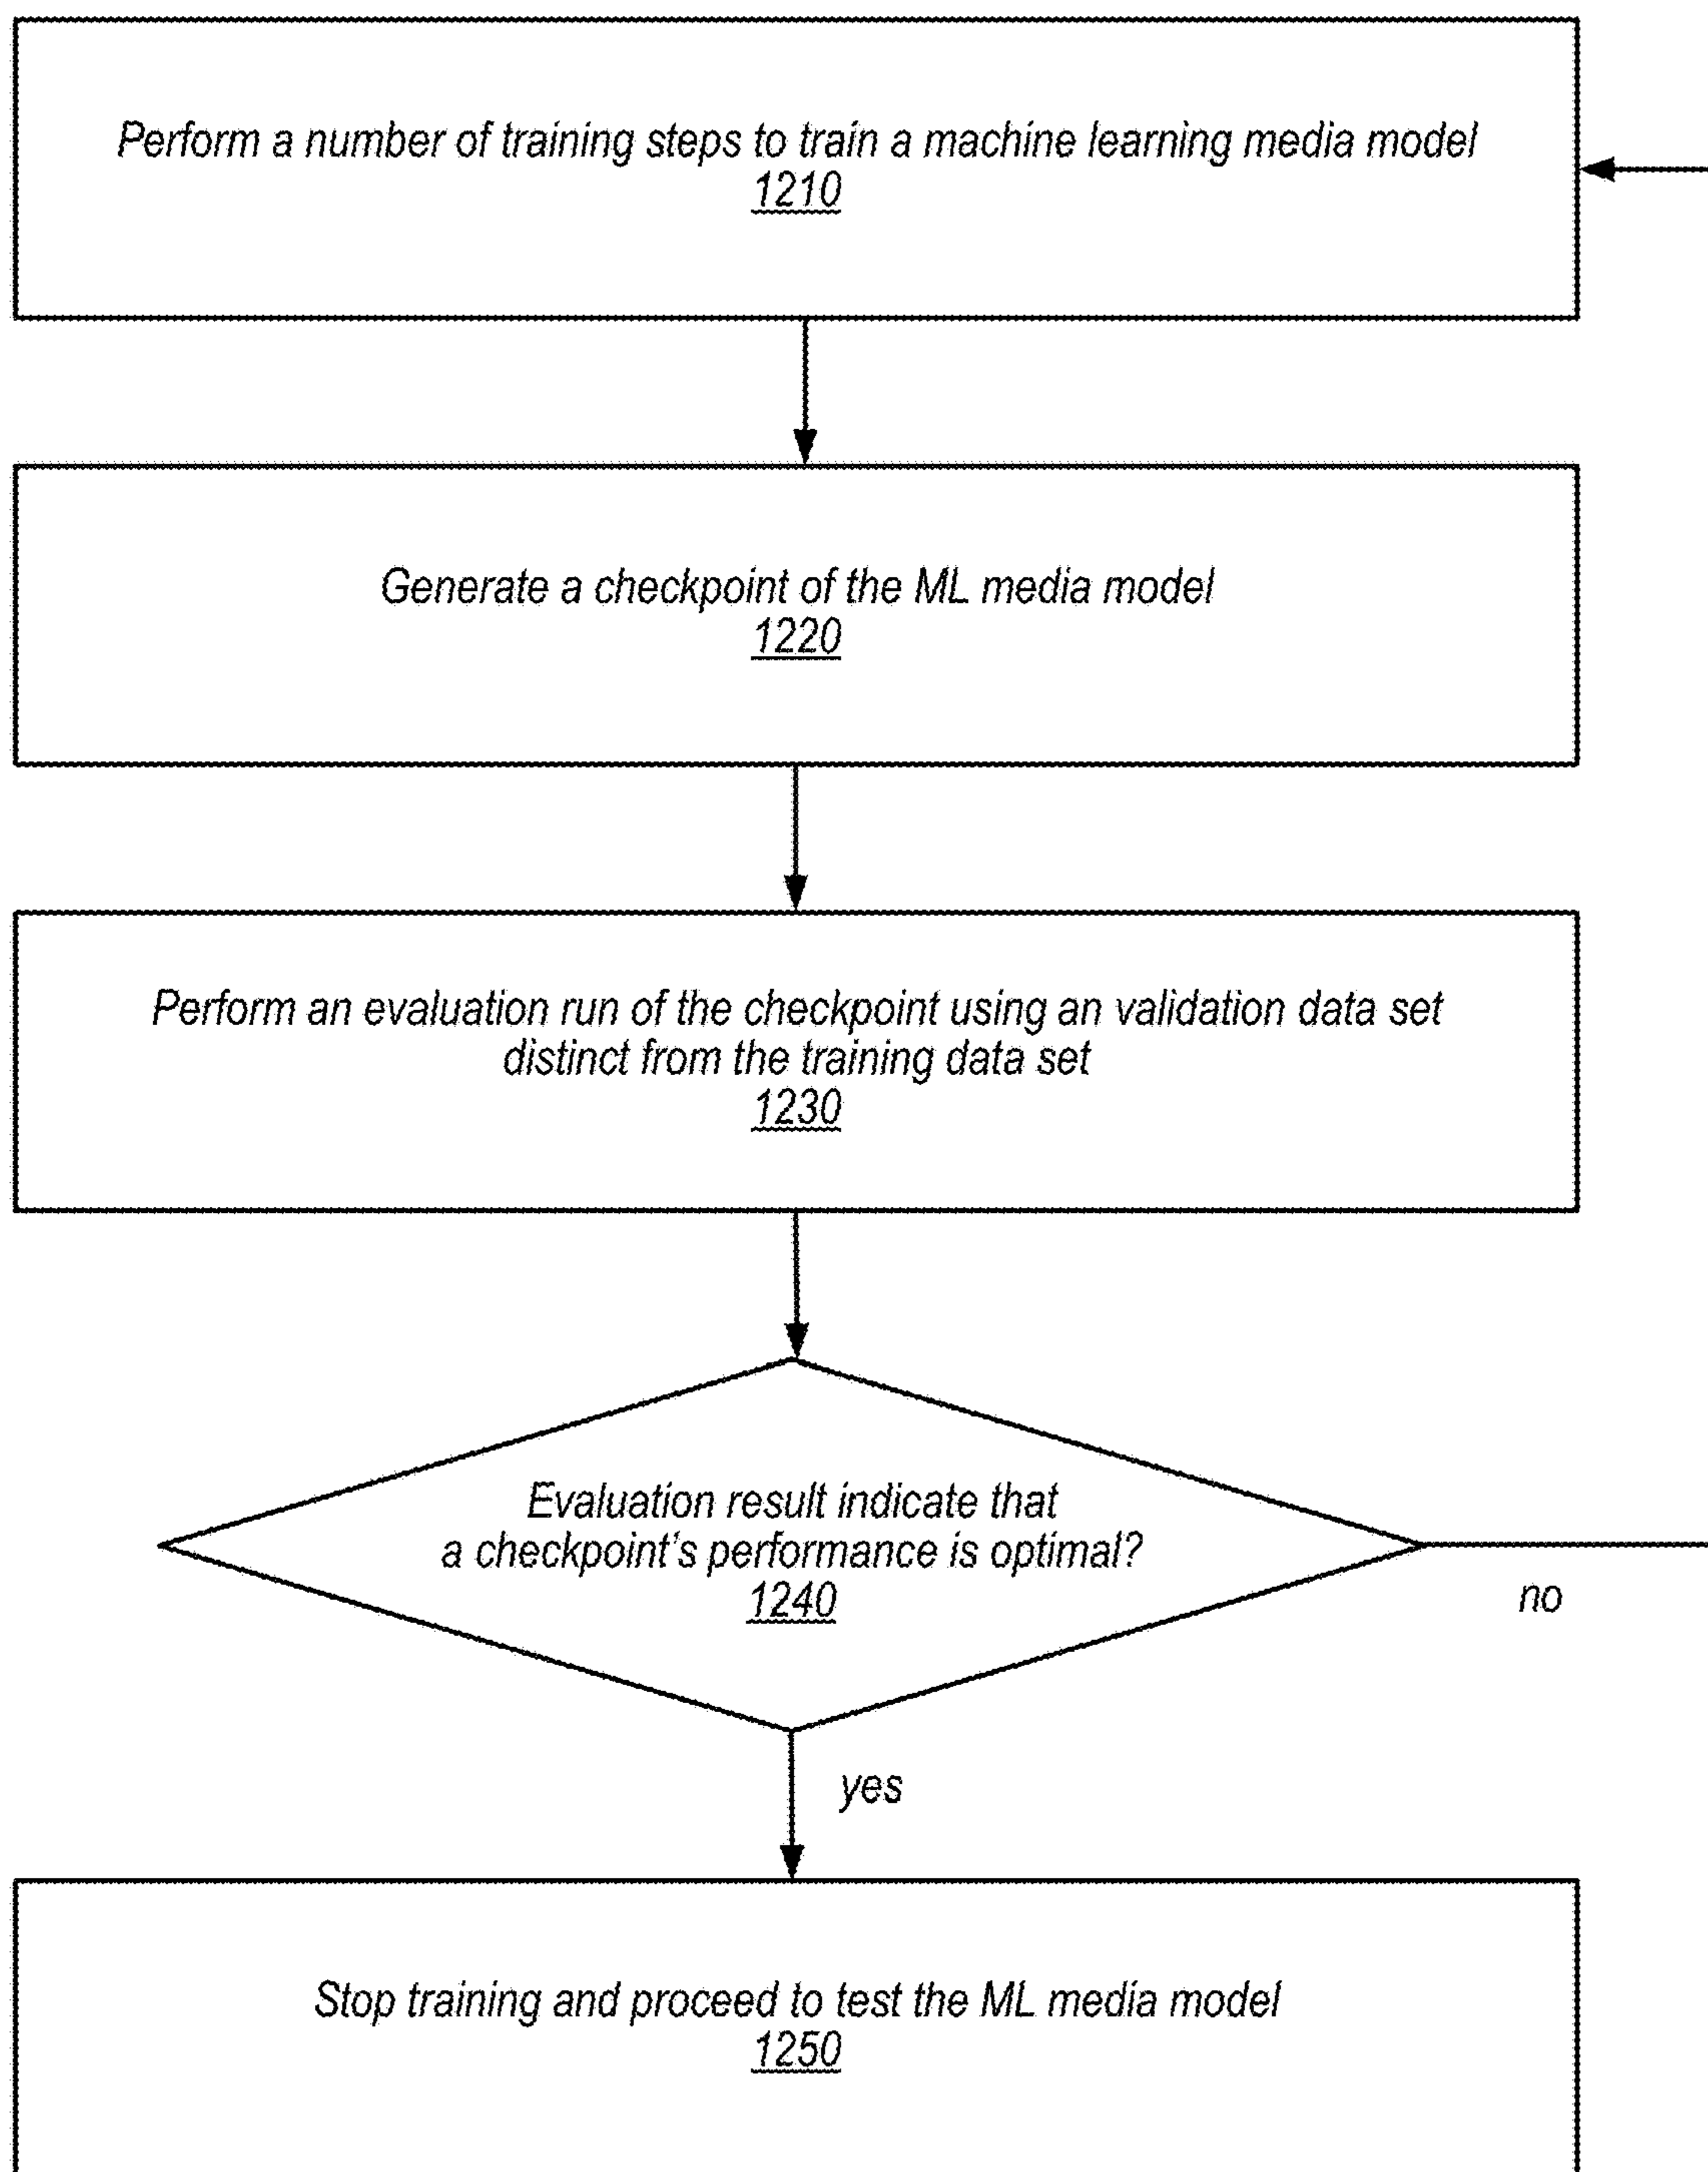 Perform a number of training steps to train a machine learning media model
1210
Generate a checkpoint of the ML media model
1220
Perform an evaluation run of the checkpoint using an validation data set
distinct from the training data set
1230
Evaluation result indicate that
a checkpoint's performance is optimal?
1240
no
yes
Stop training and proceed to test the ML media model
1250